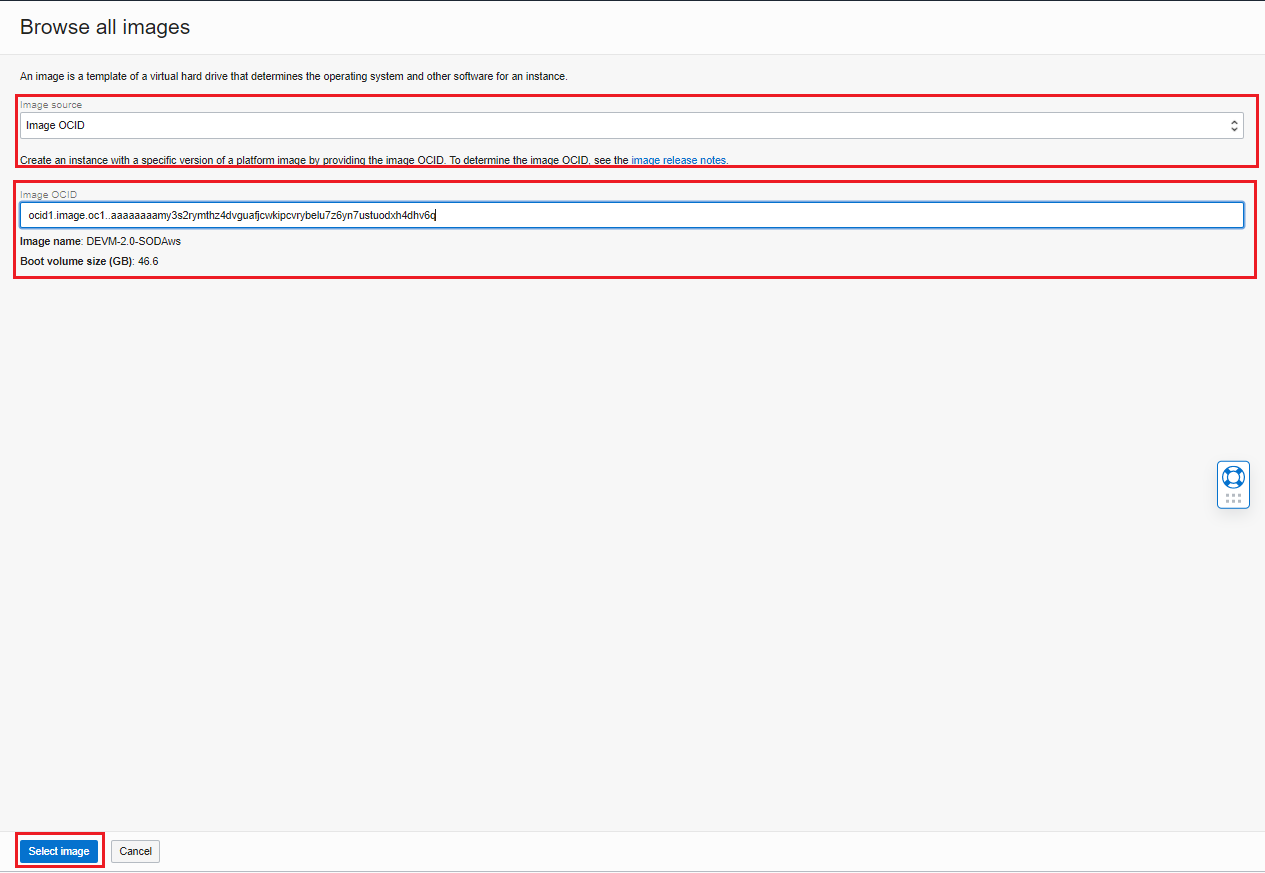 Browse all images
An image is a template of a virtual hard drive that determines the operating system and other software for an instance.
Image source
Image OCID
Create an instance with a specific version of a platform image by providing the image OCID. To determine the image OCID, see the image release notes.
Image OCID
ocid1.image.oc1..aaaaaaaamy3s2rymthz4dvguafjcwkipcvrybelu7z6yn7ustuodxh4dhv6q
Image name: DEVM-2.0-SODAws
Boot volume size (GB): 46.6
Select image
Cancel